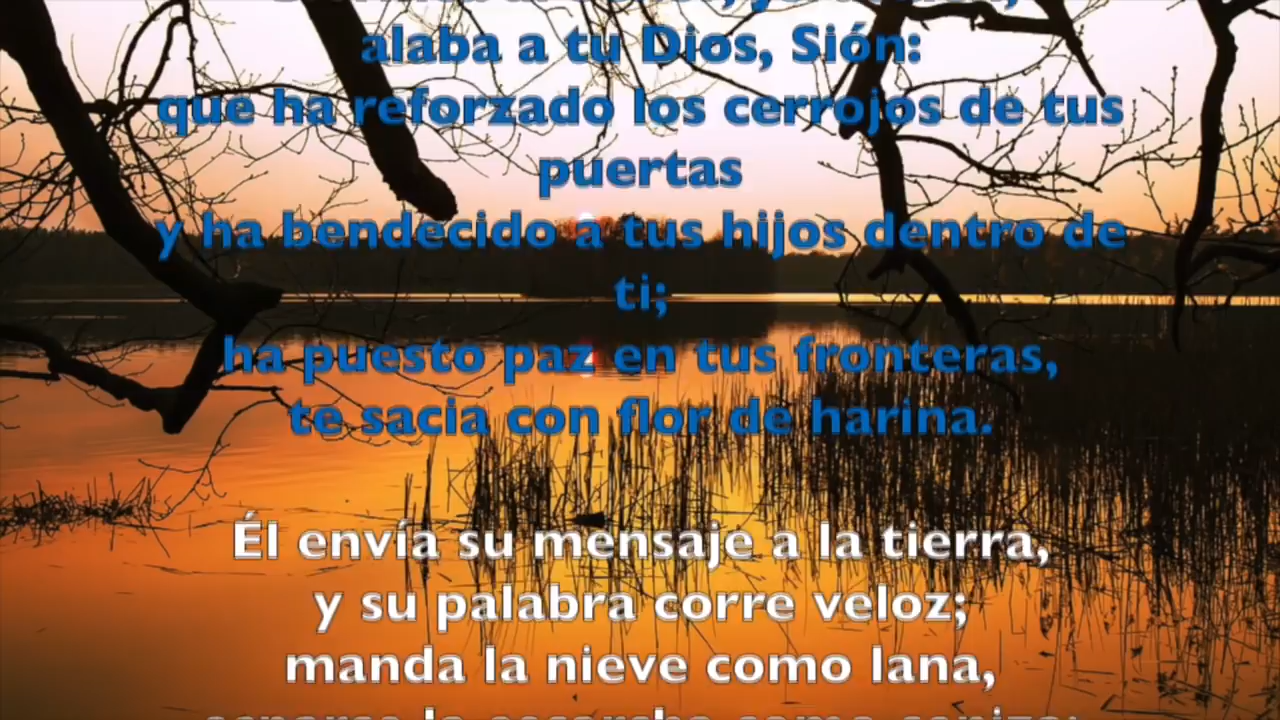 alaba a tu Dios, Sión:
que ha reforzado los cerrojos de tus
puertas
y ha bendecido a tus hijos dentro de
ti;
ha puesto paz en tus fronteras,
te sacia con flor de harina.
Él envía su mensaje a la tierra,
y su palabra corre veloz;
manda la nieve como lana,